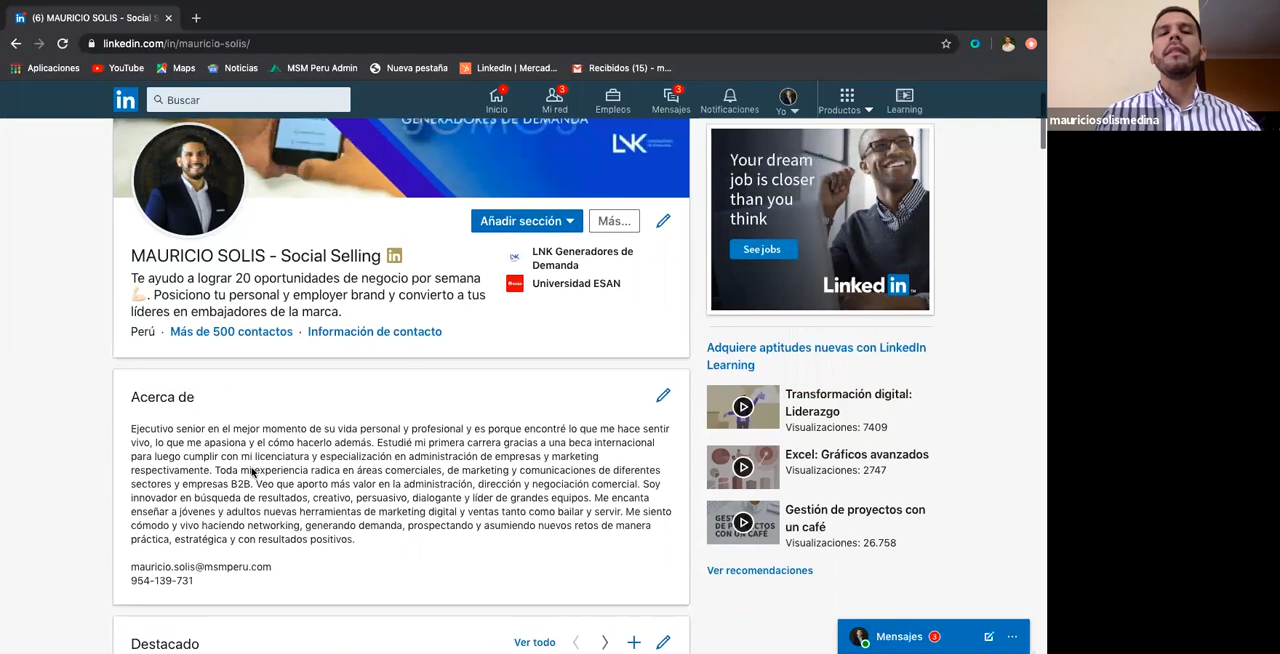 (6) MAURICIO SOLIS - Social S
linkedin.com/in/mauricio-solis/
Aplicaciones
YouTube
Maps
Noticias
MSM Peru Admin
Nueva pestaña
LinkedIn | Mercad...
Recibidos (15) - m...
in
Buscar
Inicio
3
Mi red
Empleos
3
Mensajes
Notificaciones
Yo
Productos
Learning
mauriciosolismedina
GENERADORES DE DEMANDA
LNK
Añadir sección
Más...
MAURICIO SOLIS - Social Selling in
Te ayudo a lograr 20 oportunidades de negocio por semana
💪🏻. Posiciono tu personal y employer brand y convierto a tus
líderes en embajadores de la marca.
Perú · Más de 500 contactos · Información de contacto
LNK Generadores de
Demanda
Universidad ESAN
Acerca de
Ejecutivo senior en el mejor momento de su vida personal y profesional y es porque encontré lo que me hace sentir
vivo, lo que me apasiona y el cómo hacerlo además. Estudié mi primera carrera gracias a una beca internacional
para luego cumplir con mi licenciatura y especialización en administración de empresas y marketing
respectivamente. Toda mi experiencia radica en áreas comerciales, de marketing y comunicaciones de diferentes
sectores y empresas B2B. Veo que aporto más valor en la administración, dirección y negociación comercial. Soy
innovador en búsqueda de resultados, creativo, persuasivo, dialogante y líder de grandes equipos. Me encanta
enseñar a jóvenes y adultos nuevas herramientas de marketing digital y ventas tanto como bailar y servir. Me siento
cómodo y vivo haciendo networking, generando demanda, prospectando y asumiendo nuevos retos de manera
práctica, estratégica y con resultados positivos.
mauricio.solis@msmperu.com
954-139-731
Destacado
Ver todo
Your dream
job is closer
than you
think
See jobs
Linked in
Adquiere aptitudes nuevas con LinkedIn
Learning
Transformación digital:
Liderazgo
Visualizaciones: 7409
Excel: Gráficos avanzados
Visualizaciones: 2747
GESTIÓN
DE PROYECTOS
CON UN CAFÉ
Gestión de proyectos con
un café
Visualizaciones: 26.758
Ver recomendaciones
Mensajes 3